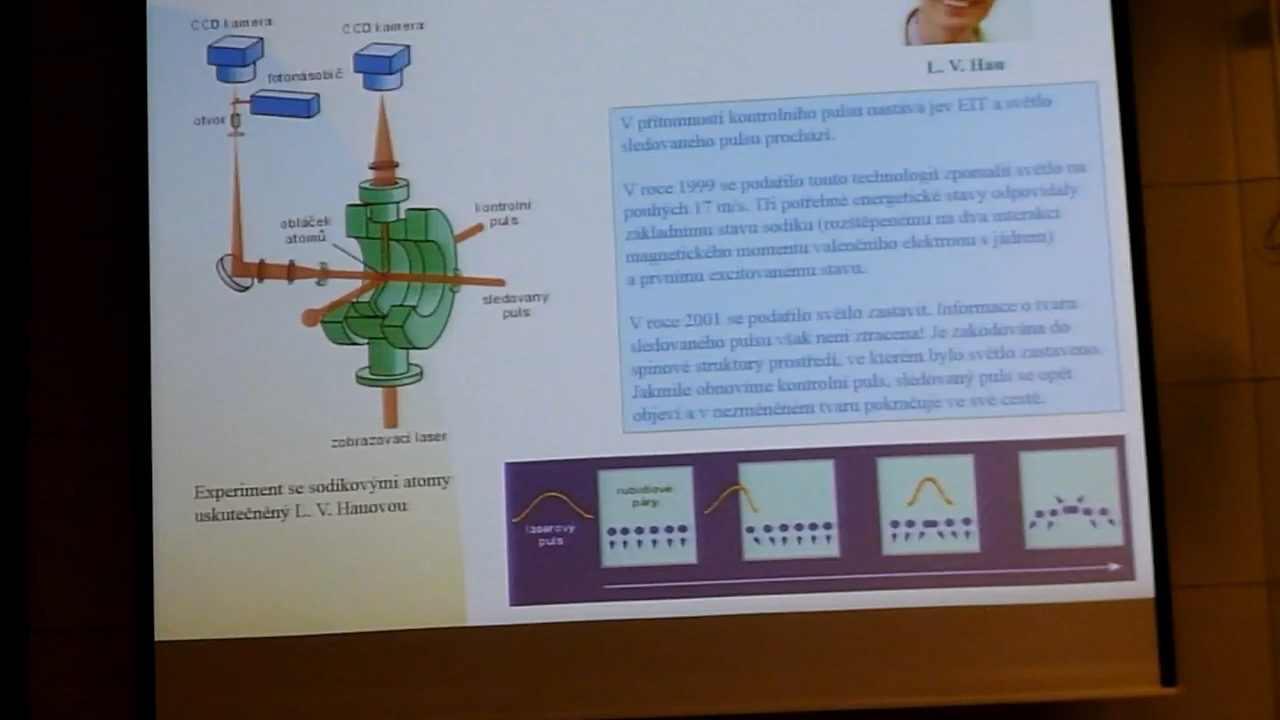 CCD kamera
CCD kamera
fotonásobič
otvor
obláček
atomů
kontrolní
puls
sledovaný
puls
zobrazovací laser
Experiment se sodíkovými atomy
uskutečněný L. V. Hauovou
L. V. Hau
V přítomnosti kontrolního pulsu nastává jev EIT a světlo
sledovaného pulsu prochází.
V roce 1999 se podařilo touto technologií zpomalit světlo na
pouhých 17 m/s. Tři potřebné energetické stavy odpovídaly
základnímu stavu sodíku (rozštěpenému na dva interakcí
magnetického momentu valenčního elektronu s jádrem)
a prvnímu excitovanému stavu.
V roce 2001 se podařilo světlo zastavit. Informace o tvaru
sledovaného pulsu však není ztracena! Je zakódována do
spinové struktury prostředí, ve kterém bylo světlo zastaveno.
Jakmile obnovíme kontrolní puls, sledovaný puls se opět
objeví a v nezměněném tvaru pokračuje ve své cestě.
laserový
puls
rubidiové
páry